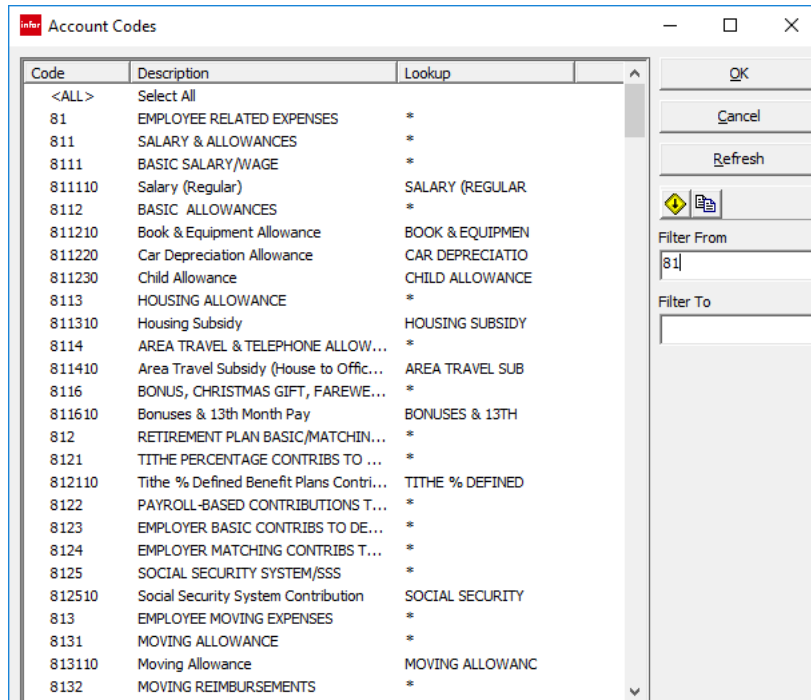 infor Account Codes
Code Description Lookup
<ALL> Select All
81 EMPLOYEE RELATED EXPENSES *
811 SALARY & ALLOWANCES *
8111 BASIC SALARY/WAGE *
811110 Salary (Regular) SALARY (REGULAR
8112 BASIC ALLOWANCES *
811210 Book & Equipment Allowance BOOK & EQUIPMEN
811220 Car Depreciation Allowance CAR DEPRECIATIO
811230 Child Allowance CHILD ALLOWANCE
8113 HOUSING ALLOWANCE *
811310 Housing Subsidy HOUSING SUBSIDY
8114 AREA TRAVEL & TELEPHONE ALLOW... *
811410 Area Travel Subsidy (House to Offic... AREA TRAVEL SUB
8116 BONUS, CHRISTMAS GIFT, FAREWE... *
811610 Bonuses & 13th Month Pay BONUSES & 13TH
812 RETIREMENT PLAN BASIC/MATCHIN... *
8121 TITHE PERCENTAGE CONTRIBS TO ... *
812110 Tithe % Defined Benefit Plans Contri... TITHE % DEFINED
8122 PAYROLL-BASED CONTRIBUTIONS T... *
8123 EMPLOYER BASIC CONTRIBS TO DE... *
8124 EMPLOYER MATCHING CONTRIBS T... *
8125 SOCIAL SECURITY SYSTEM/SSS *
812510 Social Security System Contribution SOCIAL SECURITY
813 EMPLOYEE MOVING EXPENSES *
8131 MOVING ALLOWANCE *
813110 Moving Allowance MOVING ALLOWANC
8132 MOVING REIMBURSEMENTS *
OK
Cancel
Refresh
Filter From
81
Filter To